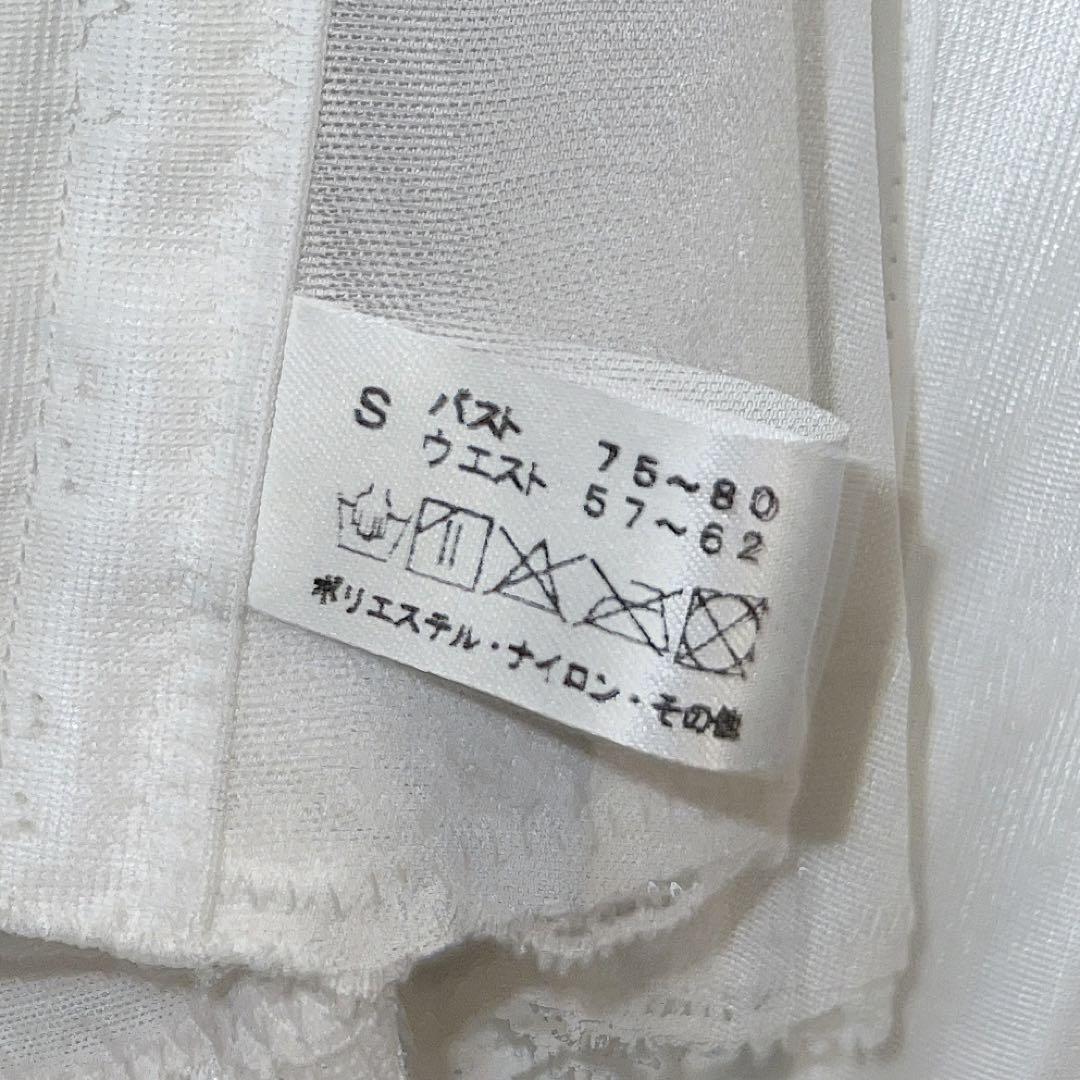 S バスト 75～80
ウエスト 57～62
ポリエステル・ナイロン・その他